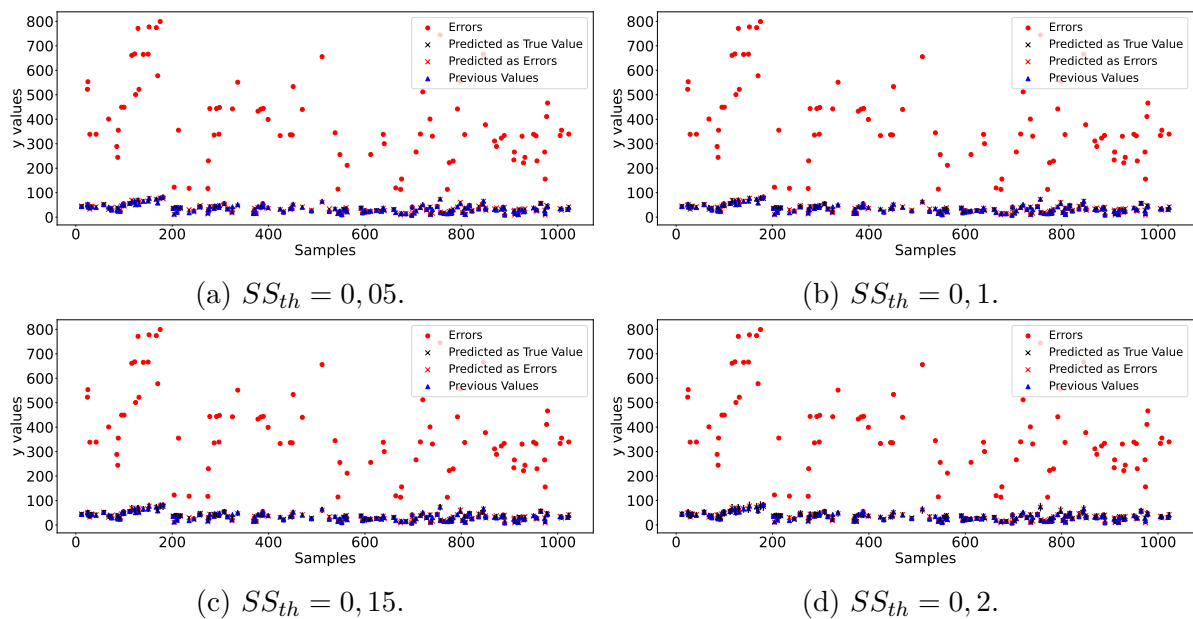 800
700
600
500
400
300
200
100
0
y values
0 200 400 600 800 1000
Samples
Errors
Predicted as True Value
Predicted as Errors
Previous Values
(a) SS_th = 0, 05.
800
700
600
500
400
300
200
100
0
y values
0 200 400 600 800 1000
Samples
Errors
Predicted as True Value
Predicted as Errors
Previous Values
(b) SS_th = 0, 1.
800
700
600
500
400
300
200
100
0
y values
0 200 400 600 800 1000
Samples
Errors
Predicted as True Value
Predicted as Errors
Previous Values
(c) SS_th = 0, 15.
800
700
600
500
400
300
200
100
0
y values
0 200 400 600 800 1000
Samples
Errors
Predicted as True Value
Predicted as Errors
Previous Values
(d) SS_th = 0, 2.